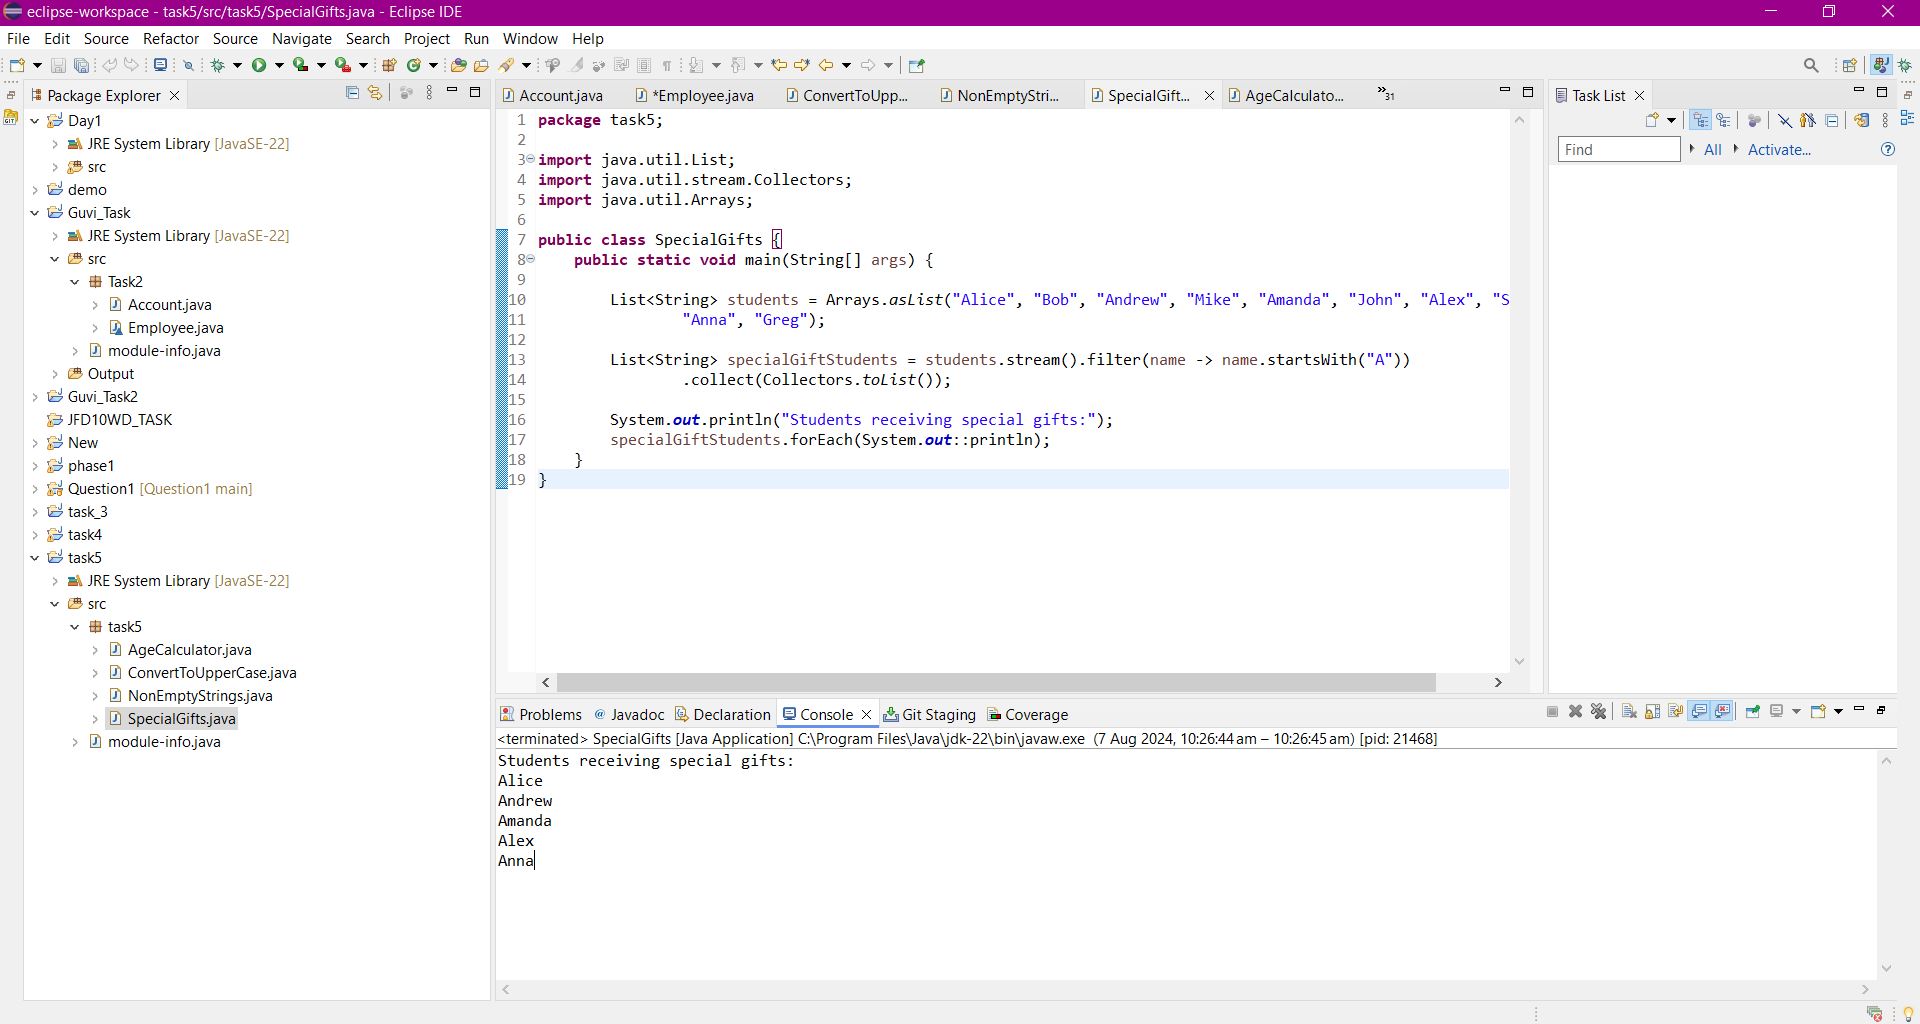 eclipse-workspace - task5/src/task5/SpecialGifts.java - Eclipse IDE
File Edit Source Refactor Source Navigate Search Project Run Window Help
Package Explorer
Day1
JRE System Library [JavaSE-22]
src
demo
Guvi_Task
JRE System Library [JavaSE-22]
src
Task2
Account.java
Employee.java
module-info.java
Output
Guvi_Task2
JFD10WD_TASK
New
phase1
Question1 [Question1 main]
task_3
task4
task5
JRE System Library [JavaSE-22]
src
task5
AgeCalculator.java
ConvertToUpperCase.java
NonEmptyStrings.java
SpecialGifts.java
module-info.java
Account.java *Employee.java ConvertToUpp... NonEmptyStri... SpecialGift... AgeCalculato... »31
1 package task5;
2
3 import java.util.List;
4 import java.util.stream.Collectors;
5 import java.util.Arrays;
6
7 public class SpecialGifts {
8 public static void main(String[] args) {
9
10 List<String> students = Arrays.asList("Alice", "Bob", "Andrew", "Mike", "Amanda", "John", "Alex", "S
11 "Anna", "Greg");
12
13 List<String> specialGiftStudents = students.stream().filter(name -> name.startsWith("A"))
14 .collect(Collectors.toList());
15
16 System.out.println("Students receiving special gifts:");
17 specialGiftStudents.forEach(System.out::println);
18 }
19 }
Task List
Find All Activate...
Problems @ Javadoc Declaration Console Git Staging Coverage
<terminated> SpecialGifts [Java Application] C:\Program Files\Java\jdk-22\bin\javaw.exe (7 Aug 2024, 10:26:44 am – 10:26:45 am) [pid: 21468]
Students receiving special gifts:
Alice
Andrew
Amanda
Alex
Anna